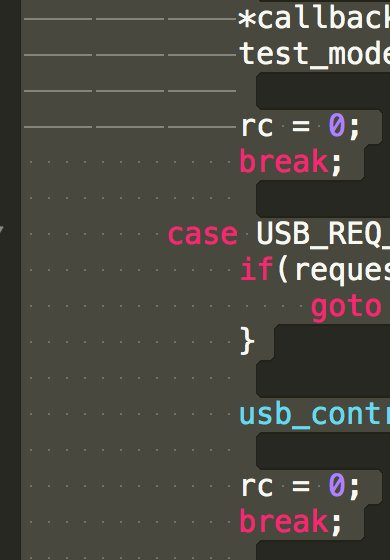 *callback
test_mode
rc = 0;
break;
case USB_REQ_
if(reques
goto
}
usb_contr
rc = 0;
break;